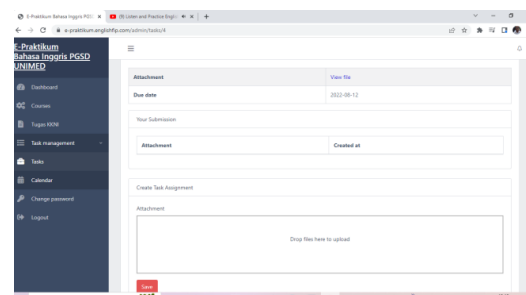 E-Praktikum Bahasa Inggris PGSD
(9) Listen and Practice Englis
e-praktikum.englishfip.com/admin/tasks/4
E-Praktikum
Bahasa Inggris PGSD
UNIMED
Dashboard
Courses
Tugas KKNI
Task management
Tasks
Calendar
Change password
Logout
Attachment View file
Due date 2022-08-12
Your Submission
Attachment Created at
Create Task Assignment
Attachment
Drop files here to upload
Save